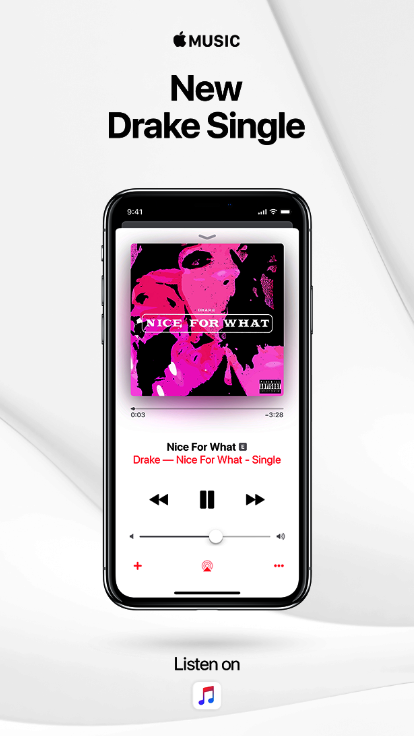 MUSIC
New
Drake Single
9:41
DRAKE
NICE FOR WHAT
0:03
-3:28
Nice For What E
Drake — Nice For What - Single
Listen on